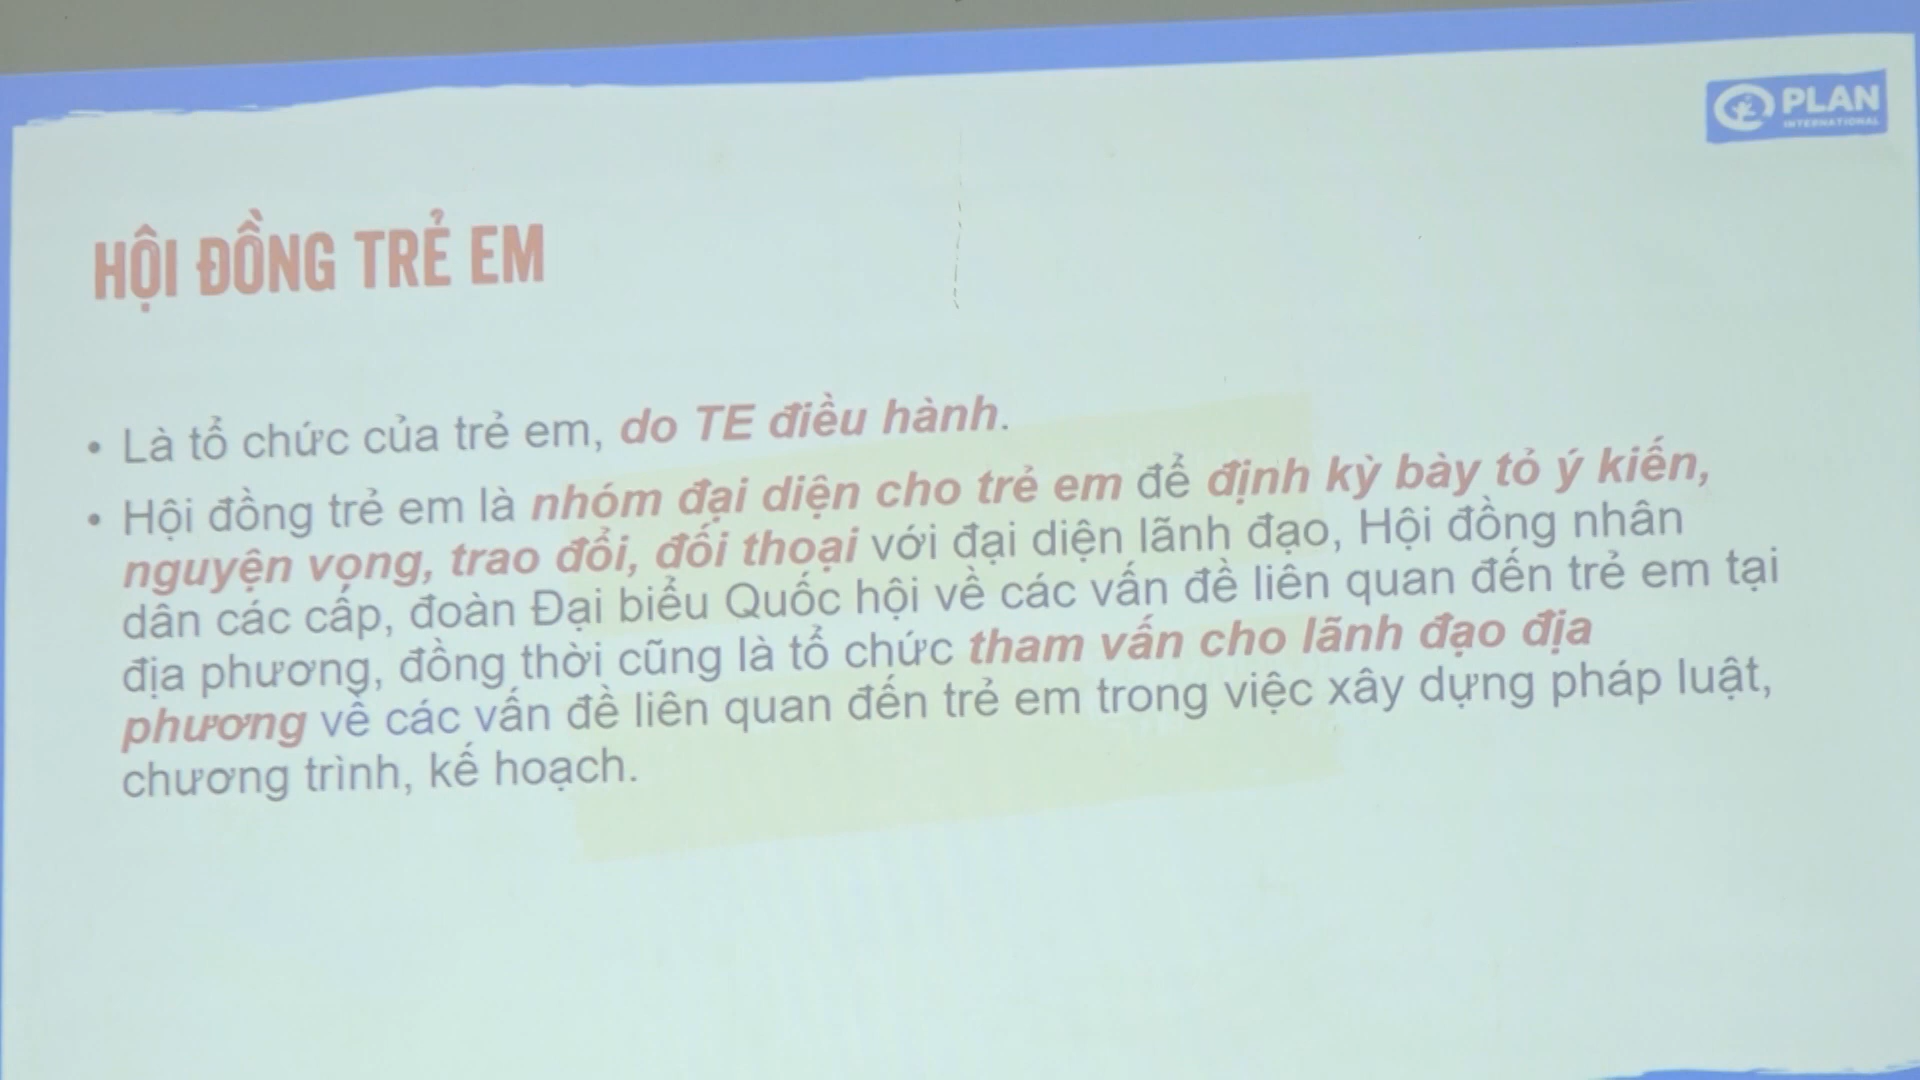 PLAN
INTERNATIONAL
HỘI ĐỒNG TRẺ EM
• Là tổ chức của trẻ em, do TE điều hành.
• Hội đồng trẻ em là nhóm đại diện cho trẻ em để định kỳ bày tỏ ý kiến,
nguyện vọng, trao đổi, đối thoại với đại diện lãnh đạo, Hội đồng nhân
dân các cấp, đoàn Đại biểu Quốc hội về các vấn đề liên quan đến trẻ em tại
địa phương, đồng thời cũng là tổ chức tham vấn cho lãnh đạo địa
phương về các vấn đề liên quan đến trẻ em trong việc xây dựng pháp luật,
chương trình, kế hoạch.